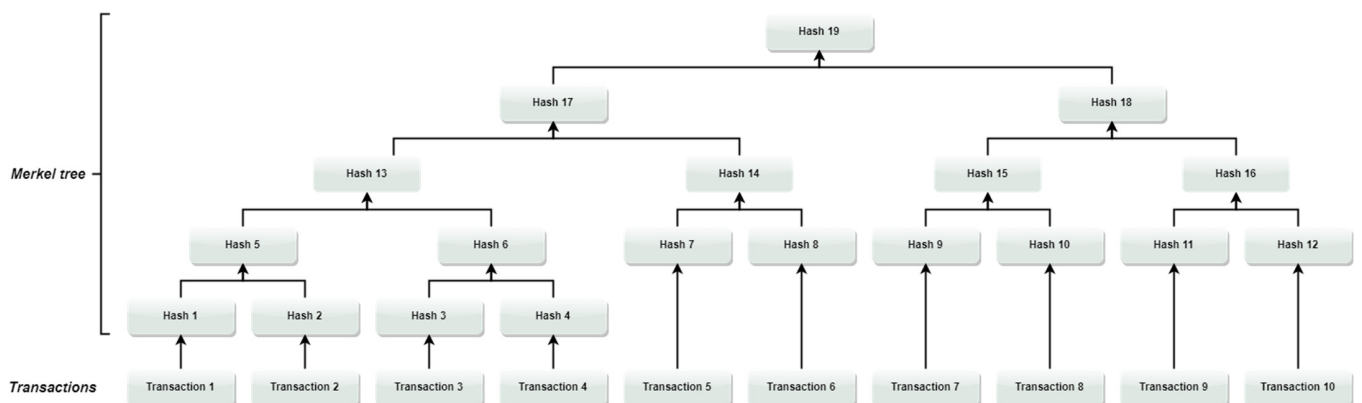 Hash 19
Hash 17
Hash 18
Merkel tree
Hash 13
Hash 14
Hash 15
Hash 16
Hash 5
Hash 6
Hash 7
Hash 8
Hash 9
Hash 10
Hash 11
Hash 12
Hash 1
Hash 2
Hash 3
Hash 4
Transactions
Transaction 1
Transaction 2
Transaction 3
Transaction 4
Transaction 5
Transaction 6
Transaction 7
Transaction 8
Transaction 9
Transaction 10